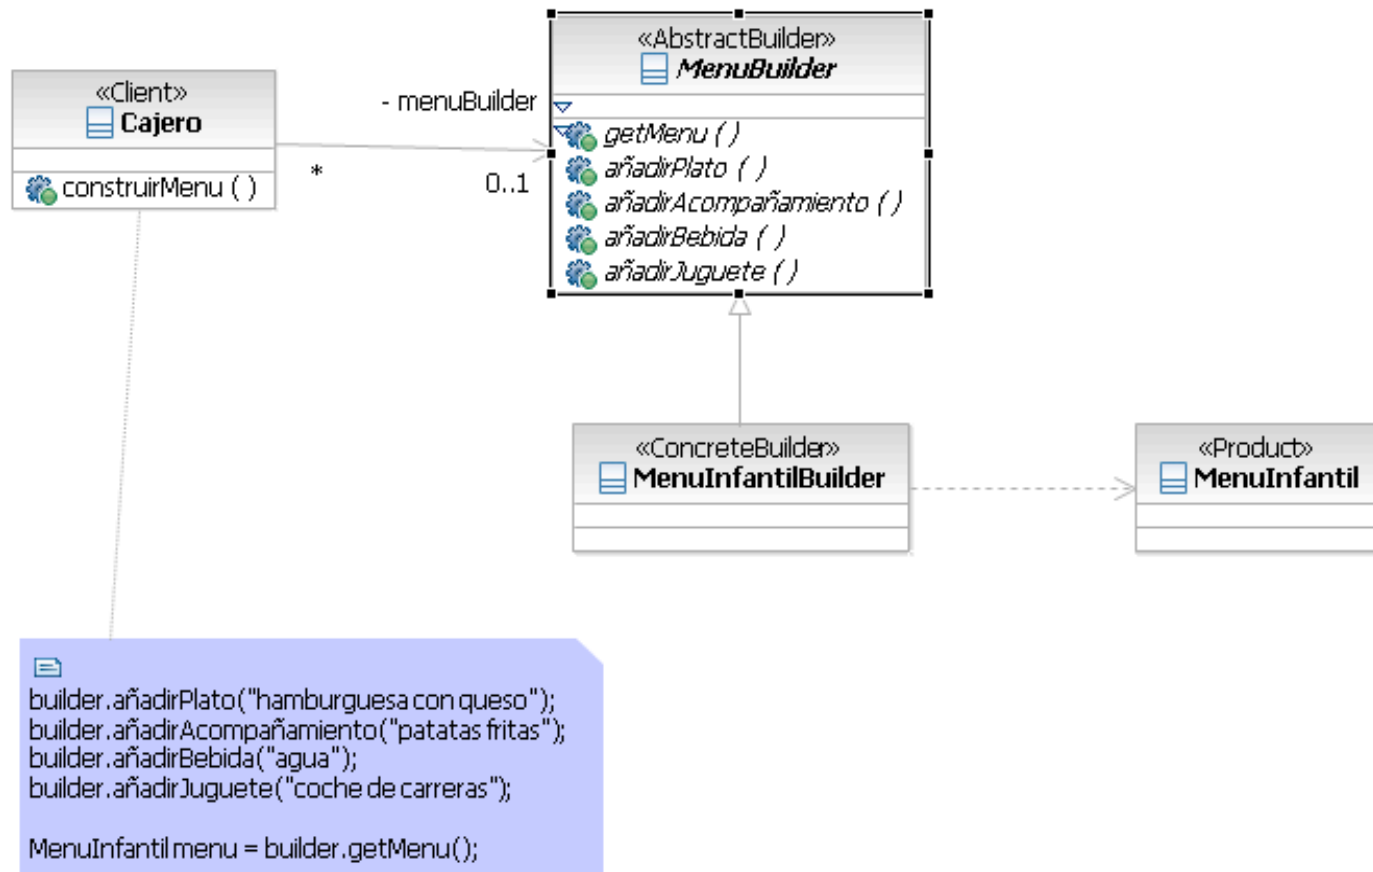 «Client»
Cajero
construirMenu ( )
- menuBuilder
*
0..1
«AbstractBuilder»
MenuBuilder
getMenu ( )
añadirPlato ( )
añadirAcompañamiento ( )
añadirBebida ( )
añadirJuguete ( )
«ConcreteBuilder»
MenuInfantilBuilder
«Product»
MenuInfantil
builder.añadirPlato("hamburguesa con queso");
builder.añadirAcompañamiento("patatas fritas");
builder.añadirBebida("agua");
builder.añadirJuguete("coche de carreras");
MenuInfantil menu = builder.getMenu();